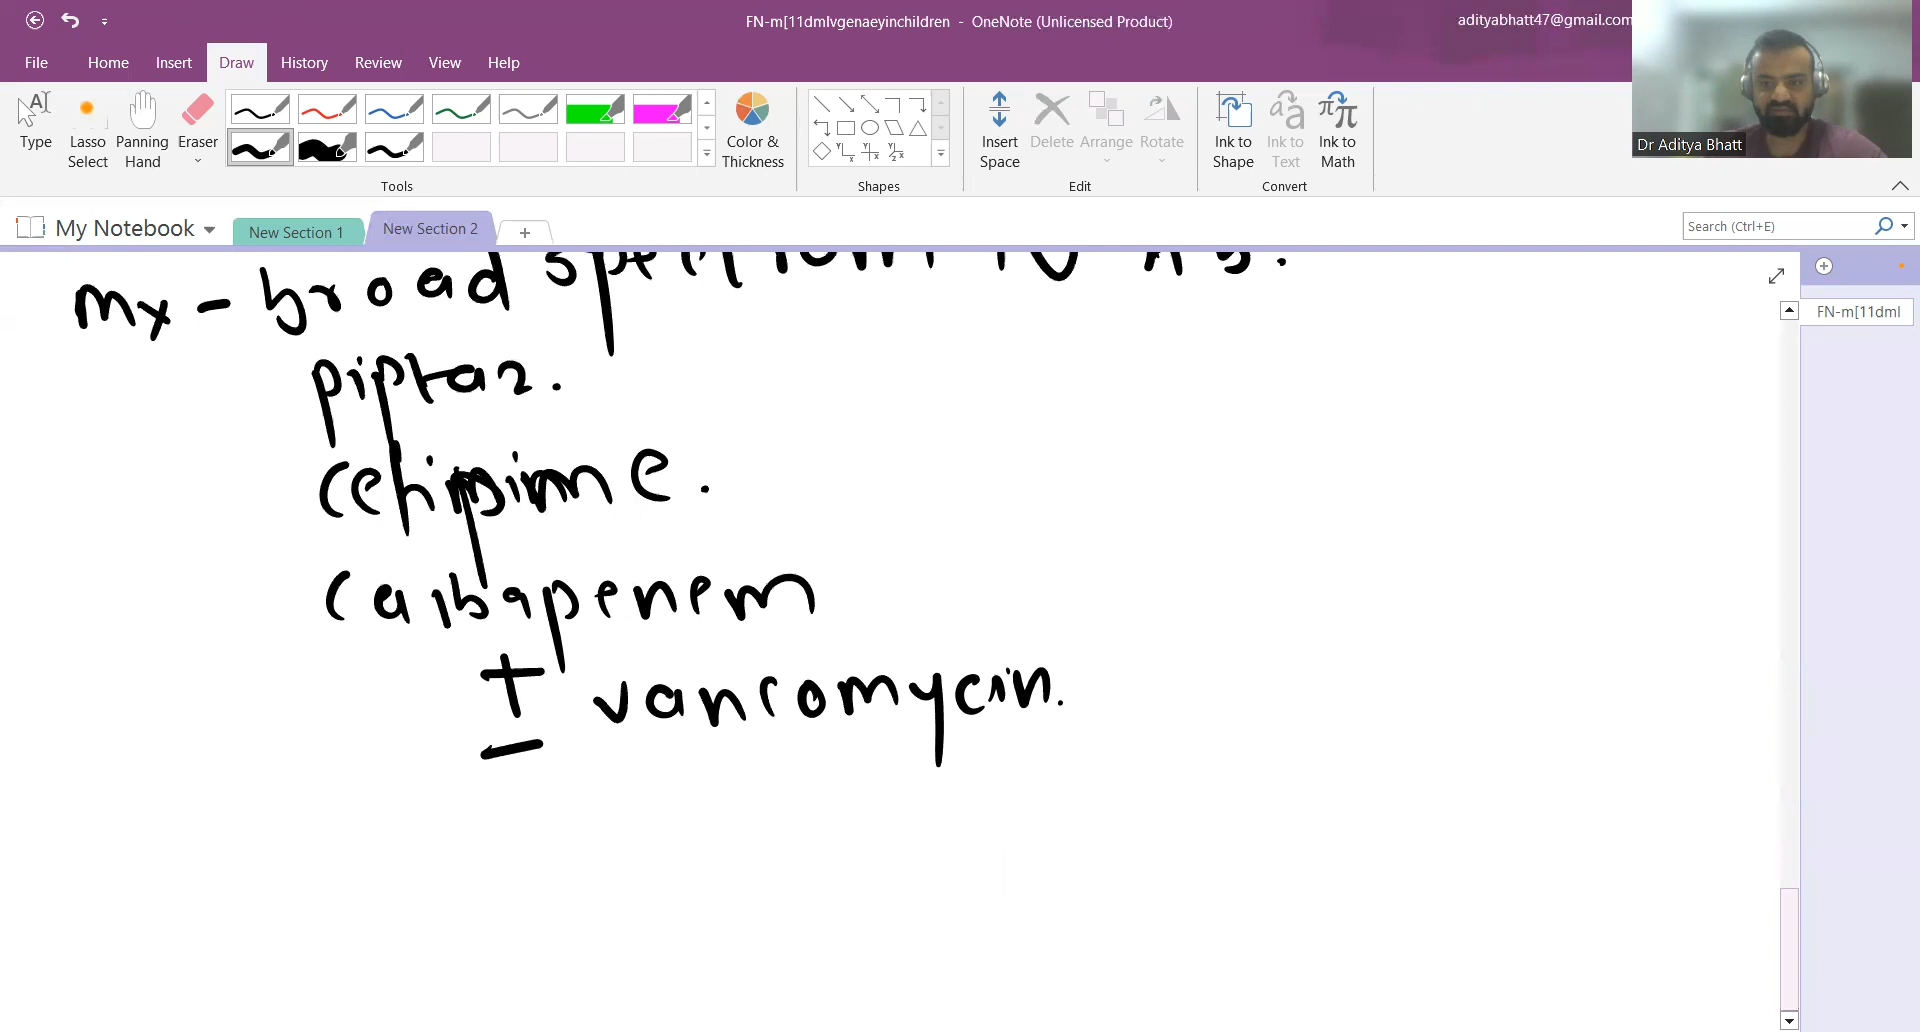 FN-m[11dmlvgenaeyinchildren - OneNote (Unlicensed Product)
adityabhatt47@gmail.com
File Home Insert Draw History Review View Help
Type
Lasso Select
Panning Hand
Eraser
Color & Thickness
Insert Space
Delete
Arrange
Rotate
Ink to Shape
Ink to Text
Ink to Math
Dr Aditya Bhatt
Tools Shapes Edit Convert
My Notebook New Section 1 New Section 2
Search (Ctrl+E)
FN-m[11dml
mx - broad spectrum IV AB.
piptaz.
cefipime.
carbapenem
± vancomycin.